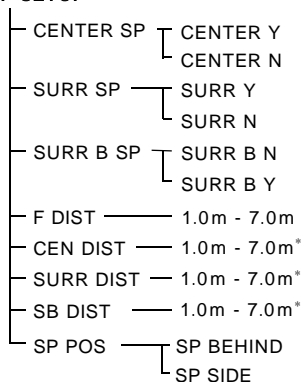 CENTER SP CENTER Y
CENTER N
SURR SP SURR Y
SURR N
SURR B SP SURR B N
SURR B Y
F DIST 1.0m - 7.0m
CEN DIST 1.0m - 7.0m*
SURR DIST 1.0m - 7.0m*
SB DIST 1.0m - 7.0m*
SP POS SP BEHIND
SP SIDE